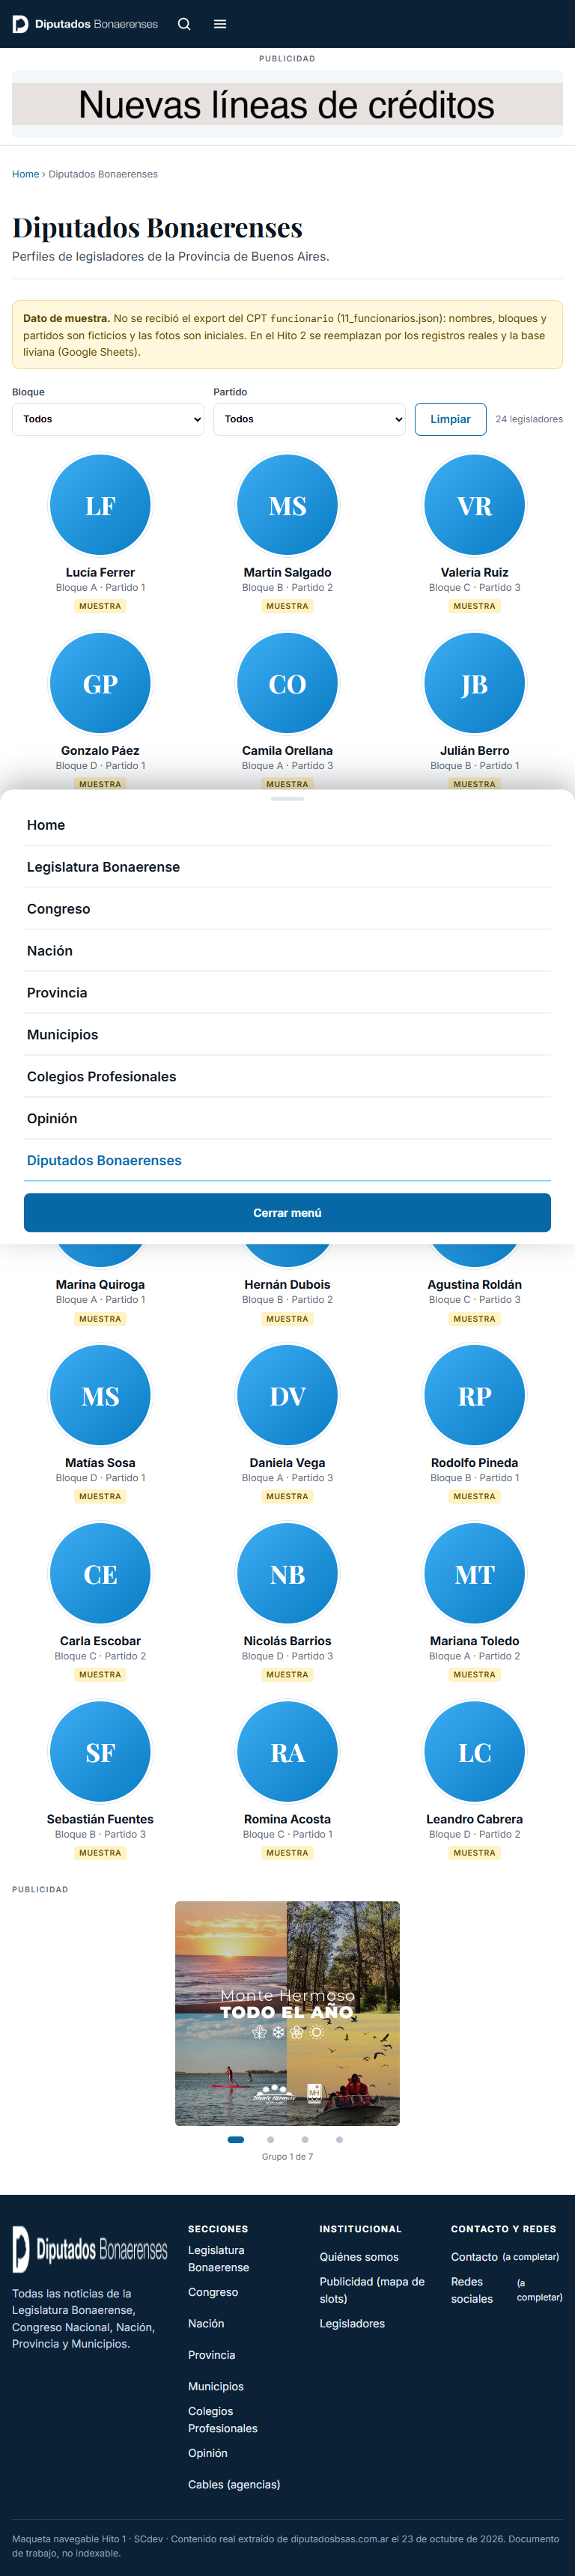 Diputados Bonaerenses
PUBLICIDAD
Nuevas líneas de créditos
Home › Diputados Bonaerenses
Diputados Bonaerenses
Perfiles de legisladores de la Provincia de Buenos Aires.
Dato de muestra. No se recibió el export del CPT funcionario (11_funcionarios.json): nombres, bloques y
partidos son ficticios y las fotos son iniciales. En el Hito 2 se reemplazan por los registros reales y la base
liviana (Google Sheets).
Bloque Partido
Todos Todos Limpiar 24 legisladores
LF MS VR
Lucía Ferrer Martín Salgado Valeria Ruiz
Bloque A · Partido 1 Bloque B · Partido 2 Bloque C · Partido 3
MUESTRA MUESTRA MUESTRA
GP CO JB
Gonzalo Páez Camila Orellana Julián Berro
Bloque D · Partido 1 Bloque A · Partido 3 Bloque B · Partido 1
MUESTRA MUESTRA MUESTRA
Home
Legislatura Bonaerense
Congreso
Nación
Provincia
Municipios
Colegios Profesionales
Opinión
Diputados Bonaerenses
Cerrar menú
Marina Quiroga Hernán Dubois Agustina Roldán
Bloque A · Partido 1 Bloque B · Partido 2 Bloque C · Partido 3
MUESTRA MUESTRA MUESTRA
MS DV RP
Matías Sosa Daniela Vega Rodolfo Pineda
Bloque D · Partido 1 Bloque A · Partido 3 Bloque B · Partido 1
MUESTRA MUESTRA MUESTRA
CE NB MT
Carla Escobar Nicolás Barrios Mariana Toledo
Bloque C · Partido 2 Bloque D · Partido 3 Bloque A · Partido 2
MUESTRA MUESTRA MUESTRA
SF RA LC
Sebastián Fuentes Romina Acosta Leandro Cabrera
Bloque B · Partido 3 Bloque C · Partido 1 Bloque D · Partido 2
MUESTRA MUESTRA MUESTRA
PUBLICIDAD
Monte Hermoso
TODO EL AÑO
Monte Hermoso
MH
Grupo 1 de 7
Diputados Bonaerenses
Todas las noticias de la
Legislatura Bonaerense,
Congreso Nacional, Nación,
Provincia y Municipios.
SECCIONES
Legislatura
Bonaerense
Congreso
Nación
Provincia
Municipios
Colegios
Profesionales
Opinión
Cables (agencias)
INSTITUCIONAL
Quiénes somos
Publicidad (mapa de
slots)
Legisladores
CONTACTO Y REDES
Contacto (a completar)
Redes
sociales
(a
completar)
Maqueta navegable Hito 1 · SCdev · Contenido real extraído de diputadosbsas.com.ar el 23 de octubre de 2026. Documento
de trabajo, no indexable.